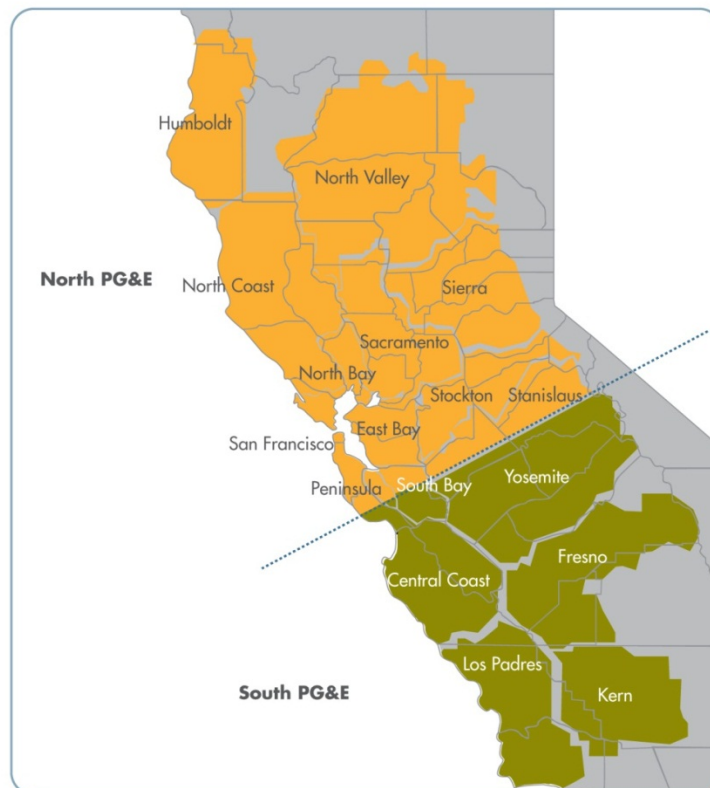 Humboldt
North Valley
North PG&E
North Coast
Sierra
Sacramento
North Bay
Stockton
Stanislaus
East Bay
San Francisco
South Bay
Yosemite
Peninsula
Fresno
Central Coast
Los Padres
South PG&E
Kern